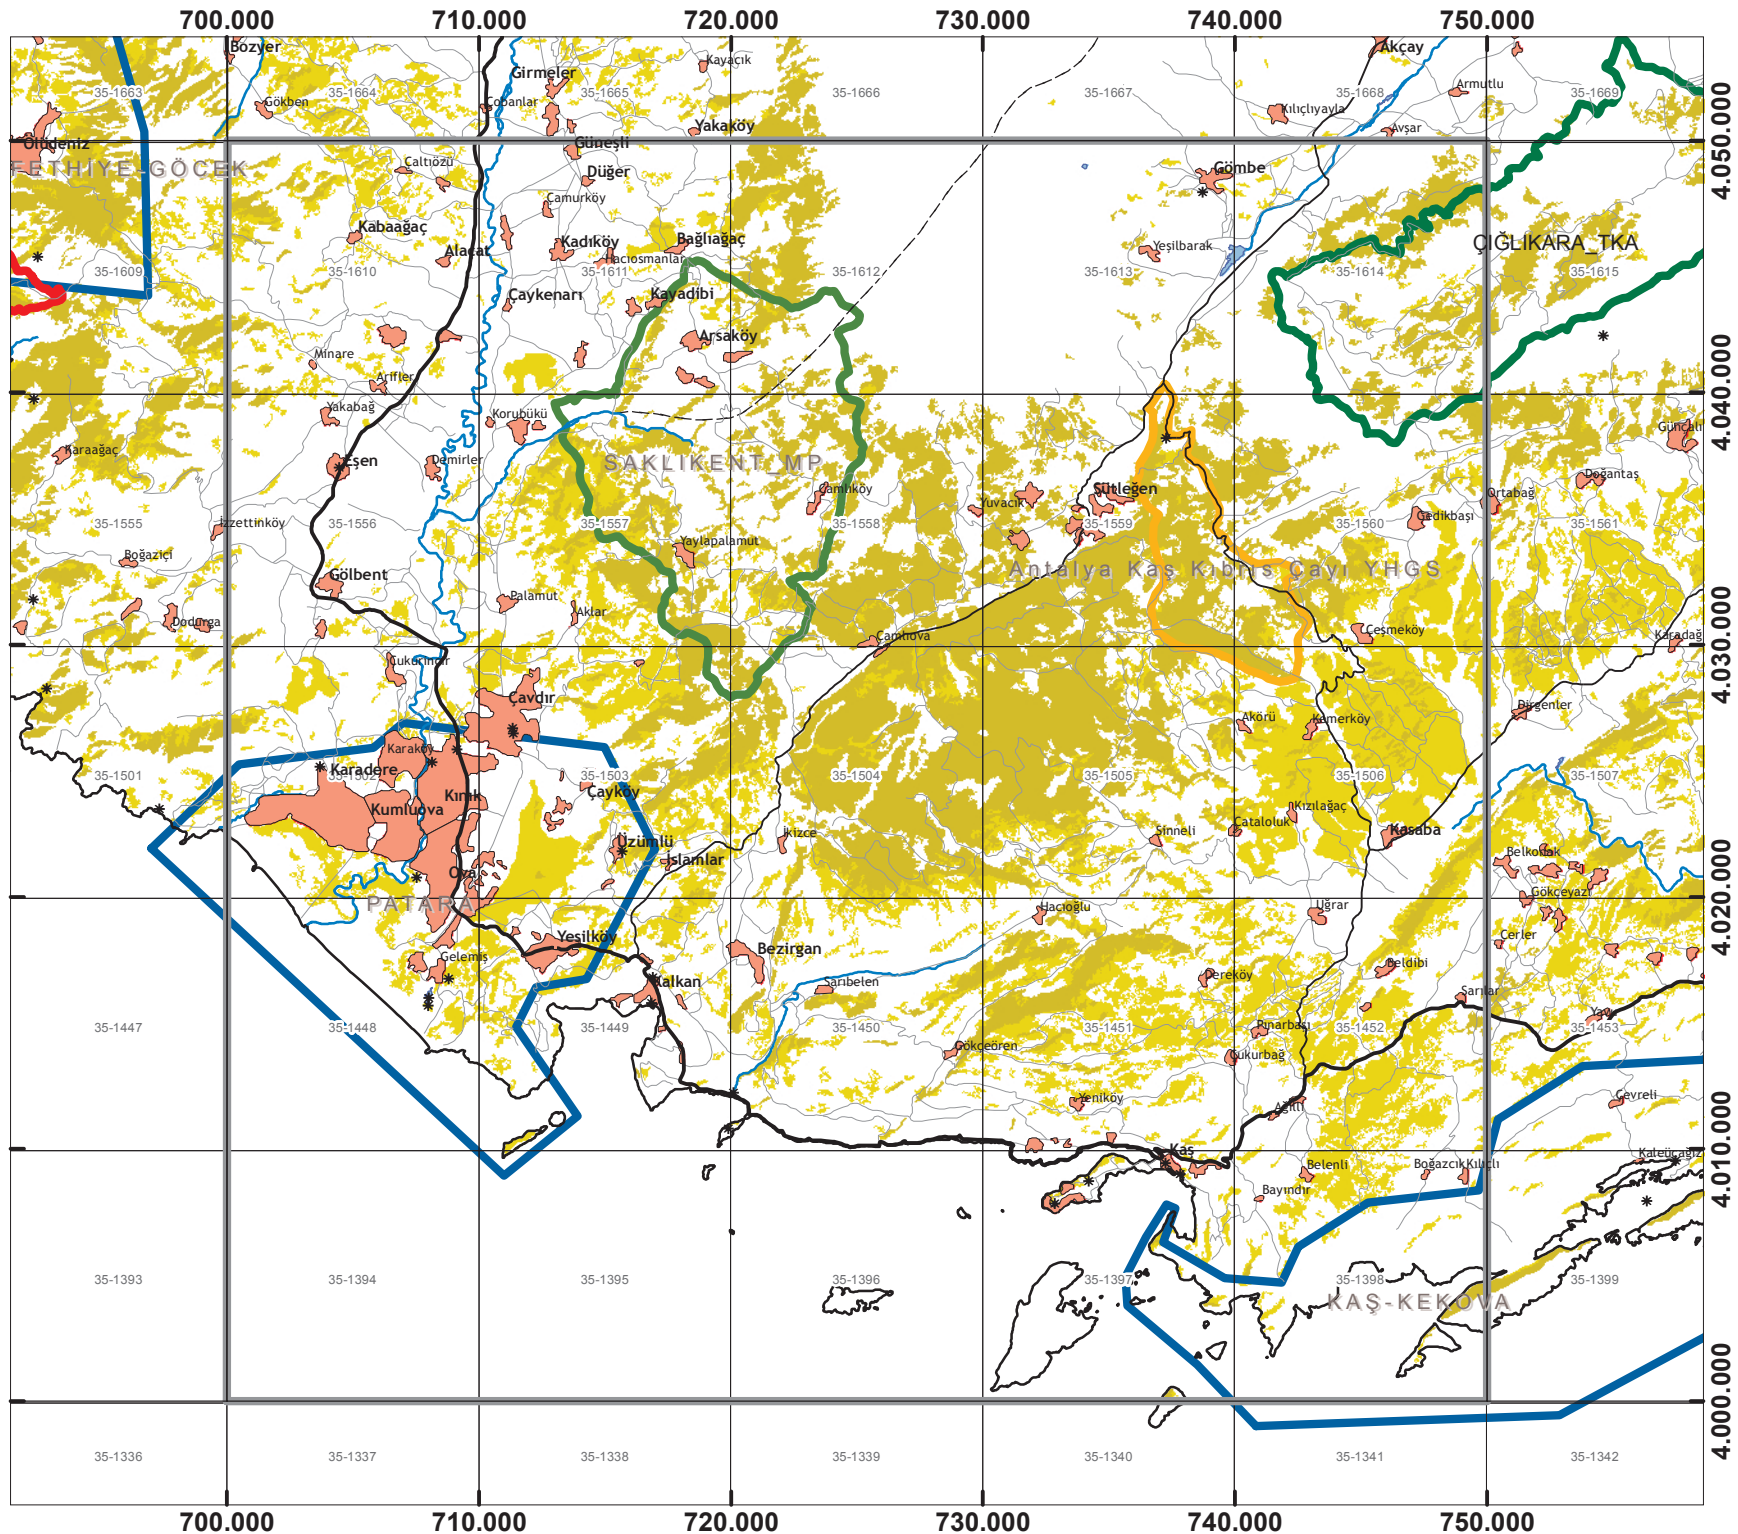 700.000 710.000 720.000 730.000 740.000 750.000
Bozyer
Akçay
Kayacık
Girmeler
35-1663 35-1664 35-1665 35-1666 35-1667 35-1668 35-1669
Armutlu
Gökben
Çobanlar
Kılıçlıyayla
4.050.000
Yakaköy
Avşar
Ölüdeniz
Güneşli
FETHİYE-GÖCEK
Çaltıözü
Düğer
Gömbe
Çamurköy
Kabaağaç
Kadıköy
Bağlıağaç
Alaçat
Yeşilbarak
ÇIĞLIKARA_TKA
Hacıosmanlar
35-1609 35-1610 35-1611 35-1612 35-1613 35-1614 35-1615
Çaykenarı
Kayadibi
Arsaköy
Minare
4.040.000
Arifler
Yakabağ
Korubükü
Günçalı
Karaağaç
Eşen
Demirler
SAKLIKENT_MP
Doğantaş
Çamlıköy
Sütleğen
Ortabağ
Yuvacık
Gedikbaşı
İzzettinköy
35-1555 35-1556 35-1557 35-1558 35-1559 35-1560 35-1561
Yaylapalamut
Boğaziçi
Gölbent
Antalya Kaş Kıbrıs Çayı YHGS
Palamut
Aklar
Dodurga
4.030.000
Çamlıova
Çeşmeköy
Karadağ
Çukurincir
Çavdır
Dirgenler
Akörü
Kemerköy
Karaköy
Karadere
35-1501 35-1502 35-1503 35-1504 35-1505 35-1506 35-1507
Kınık
Çayköy
Kumluova
Kızılağaç
Çataloluk
Sinneli
İkizce
Kasaba
Üzümlü
İslamlar
Belkonak
4.020.000
Ova
Gökçeyazı
PATARA
Hacıoğlu
Uğrar
Yeşilköy
Bezirgan
Çerler
Gelemiş
Beldibi
Dereköy
Kalkan
Sarıbelen
Sarılar
Yavı
35-1447 35-1448 35-1449 35-1450 35-1451 35-1452 35-1453
Pınarbaşı
Gökçeören
Çukurbağ
4.010.000
Yeniköy
Ağıllı
Çevreli
Kaş
Kaleüçağız
Belenli
Boğazcık Kılıçlı
Bayındır
35-1393 35-1394 35-1395 35-1396 35-1397 35-1398 35-1399
KAŞ-KEKOVA
4.000.000
35-1336 35-1337 35-1338 35-1339 35-1340 35-1341 35-1342
700.000 710.000 720.000 730.000 740.000 750.000